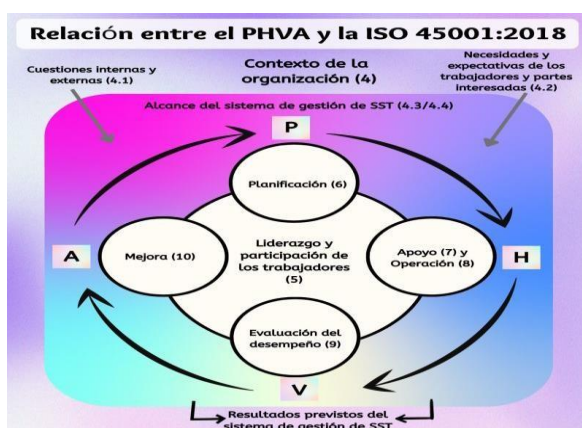 Relación entre el PHVA y la ISO 45001:2018
Cuestiones internas y
externas (4.1)
Contexto de la
organización (4)
Necesidades y
expectativas de los
trabajadores y partes
interesadas (4.2)
Alcance del sistema de gestión de SST (4.3/4.4)
P
Planificación (6)
A
Mejora (10)
Liderazgo y
participación de
los trabajadores
(5)
Apoyo (7) y
Operación (8)
H
Evaluación del
desempeño (9)
V
Resultados previstos del
sistema de gestión de SST